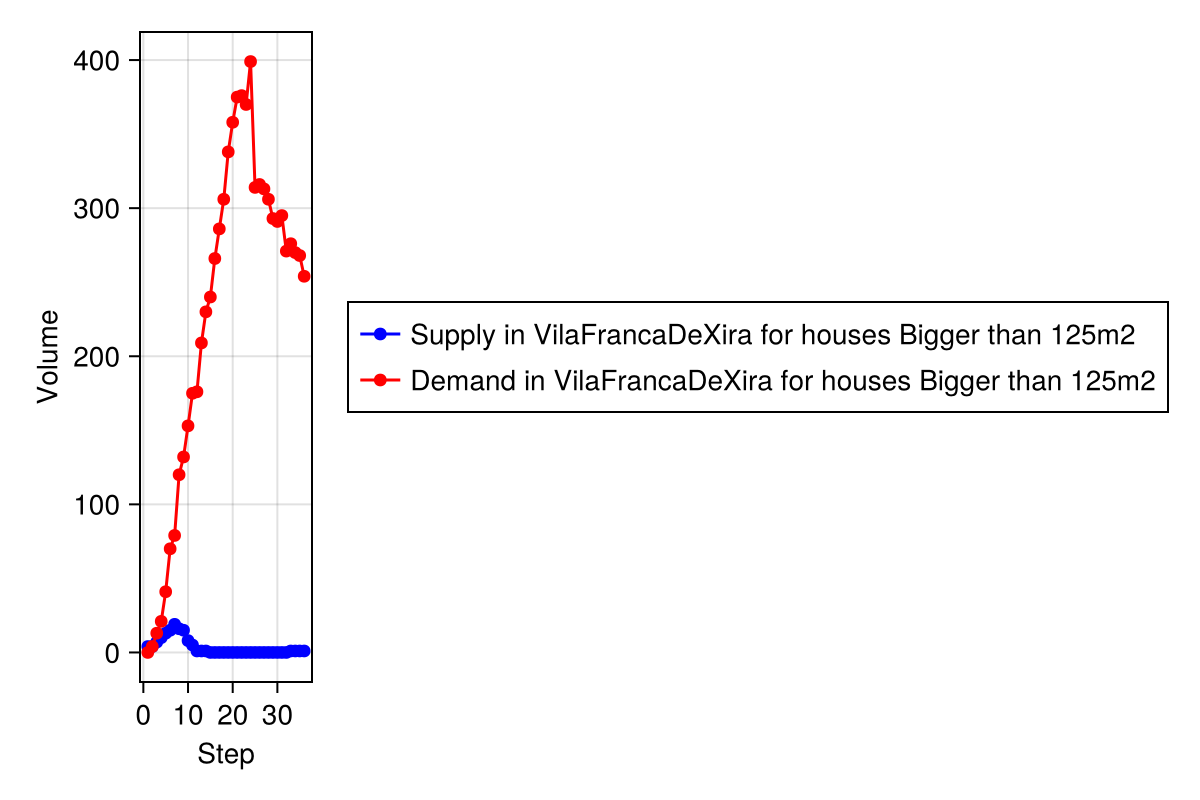 400
300
200
100
0
Volume
0 10 20 30
Step
Supply in VilaFrancaDeXira for houses Bigger than 125m2
Demand in VilaFrancaDeXira for houses Bigger than 125m2